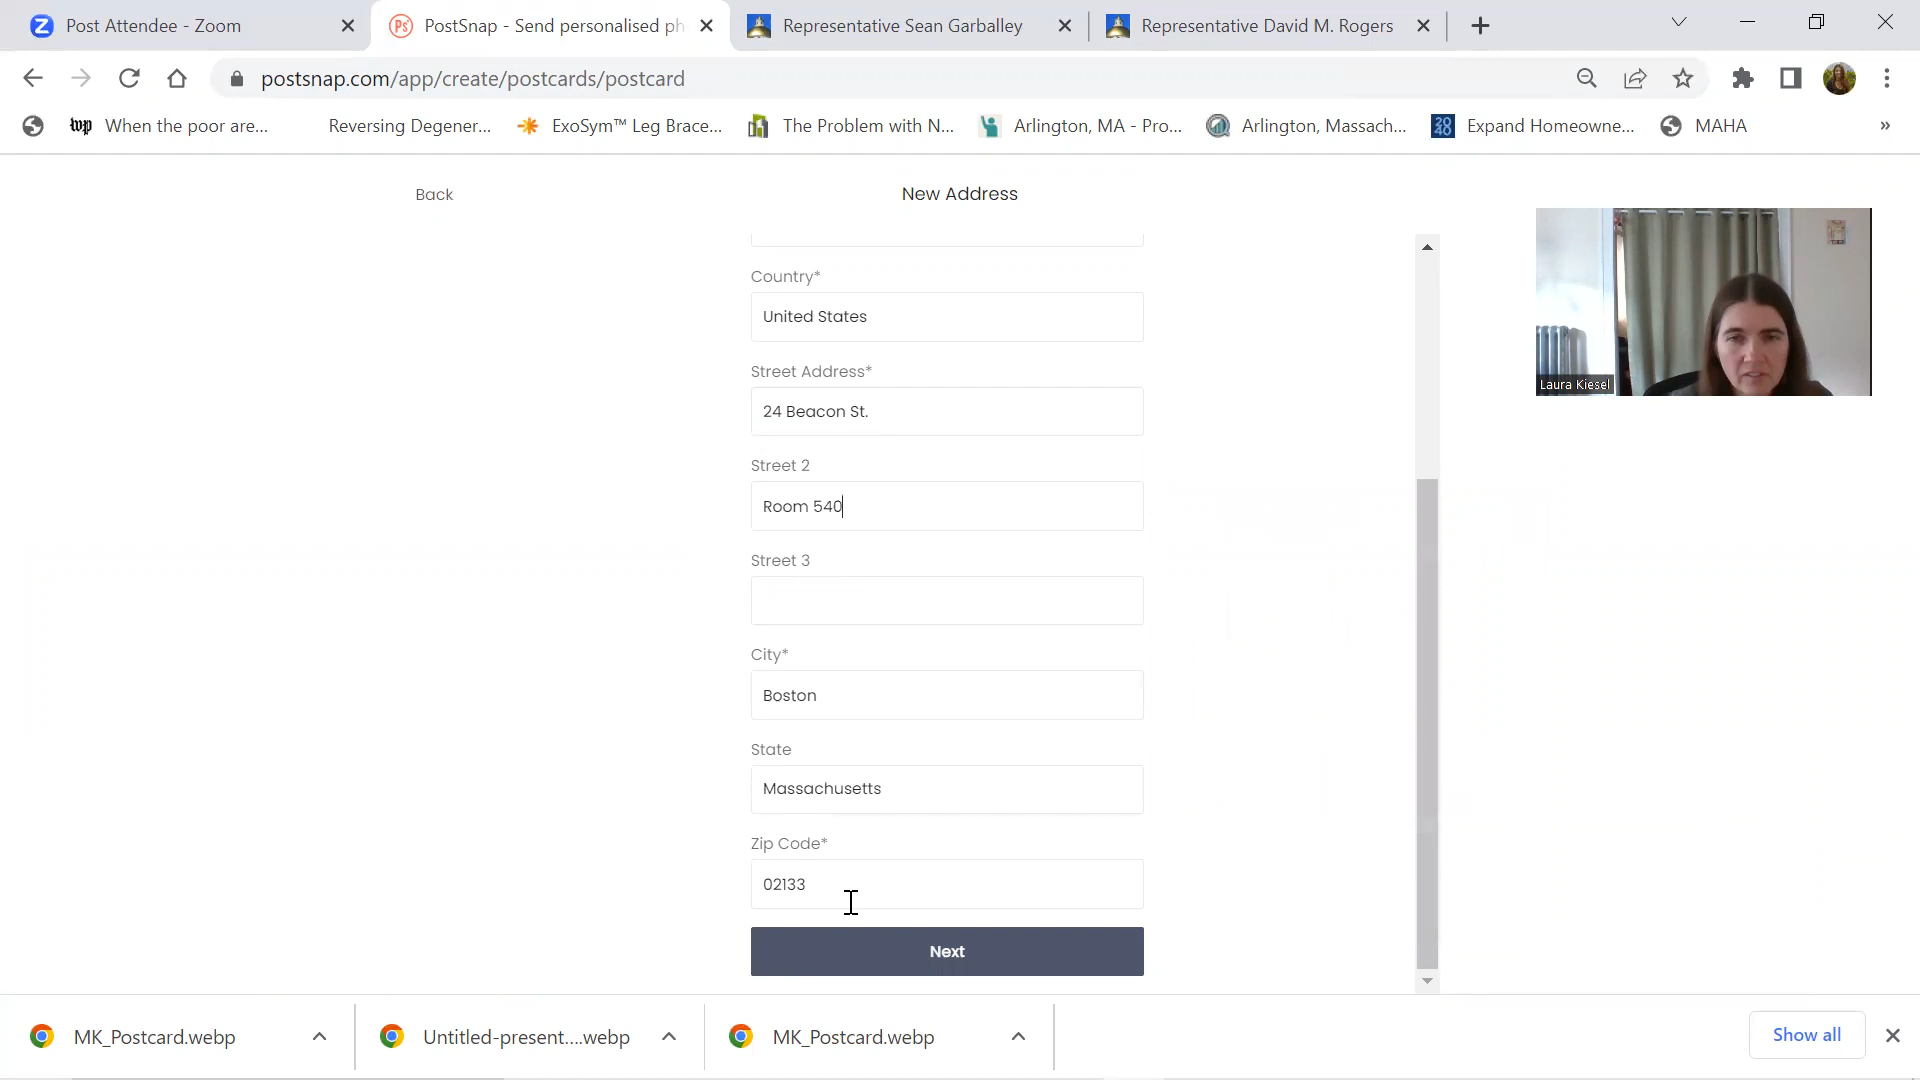 Post Attendee - Zoom
PostSnap - Send personalised ph
Representative Sean Garballey
Representative David M. Rogers
postsnap.com/app/create/postcards/postcard
When the poor are...
Reversing Degener...
ExoSym™ Leg Brace...
The Problem with N...
Arlington, MA - Pro...
Arlington, Massach...
Expand Homeowne...
MAHA
»
Back
New Address
Country*
United States
Street Address*
24 Beacon St.
Street 2
Room 540
Street 3
City*
Boston
State
Massachusetts
Zip Code*
02133
Next
Laura Kiesel
MK_Postcard.webp
Untitled-present....webp
MK_Postcard.webp
Show all